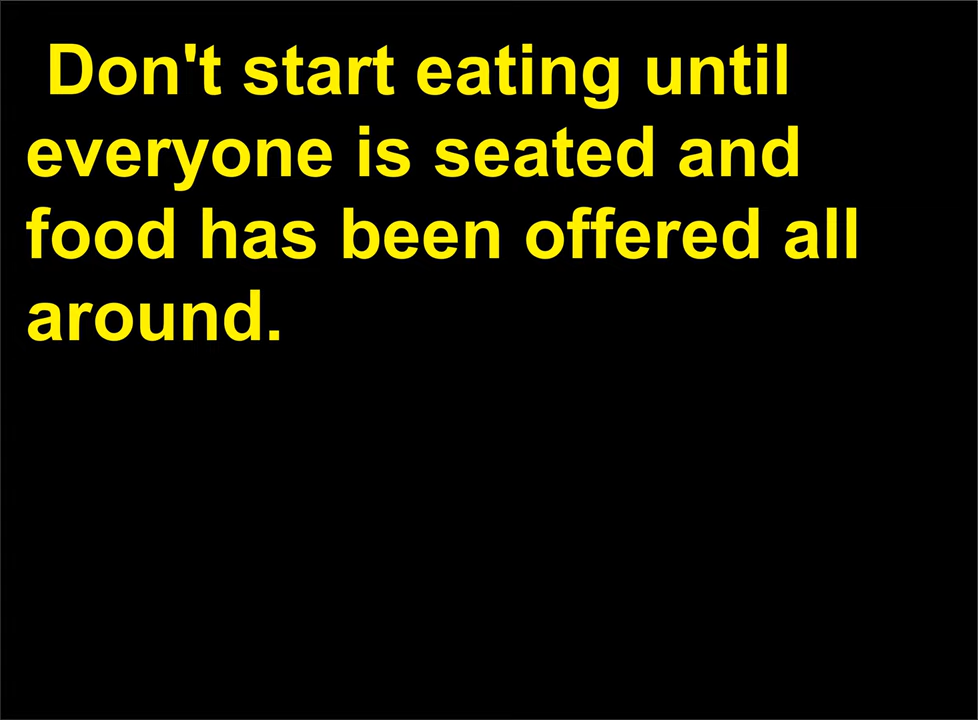 Don't start eating until
everyone is seated and
food has been offered all
around.